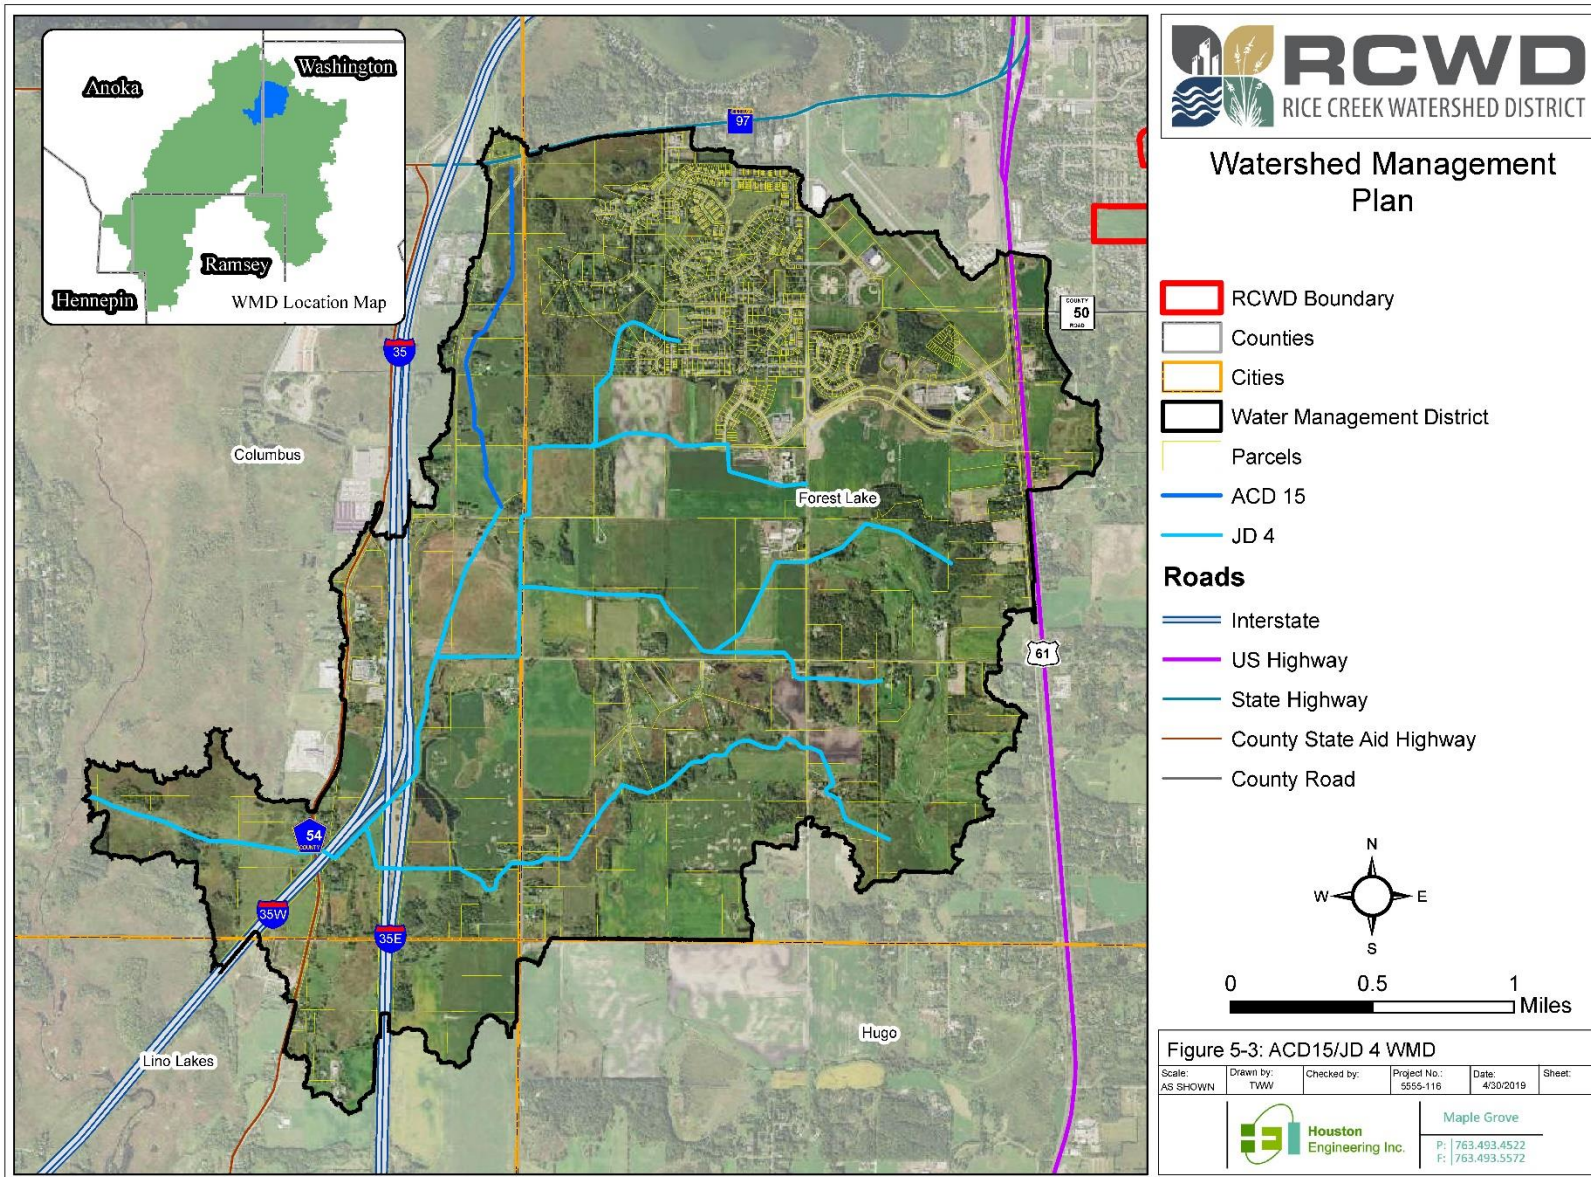 Anoka
Washington
Ramsey
Hennepin
WMD Location Map
97
35
COUNTY
50
ROAD
Columbus
Forest Lake
61
54
COUNTY
35W
35E
Hugo
Lino Lakes
RCWD
RICE CREEK WATERSHED DISTRICT
Watershed Management
Plan
RCWD Boundary
Counties
Cities
Water Management District
Parcels
ACD 15
JD 4
Roads
Interstate
US Highway
State Highway
County State Aid Highway
County Road
N
W E
S
0 0.5 1
Miles
Figure 5-3: ACD15/JD 4 WMD
Scale: AS SHOWN
Drawn by: TWW
Checked by:
Project No.: 5555-116
Date: 4/30/2019
Sheet:
Houston
Engineering Inc.
Maple Grove
P: 763.493.4522
F: 763.493.5572